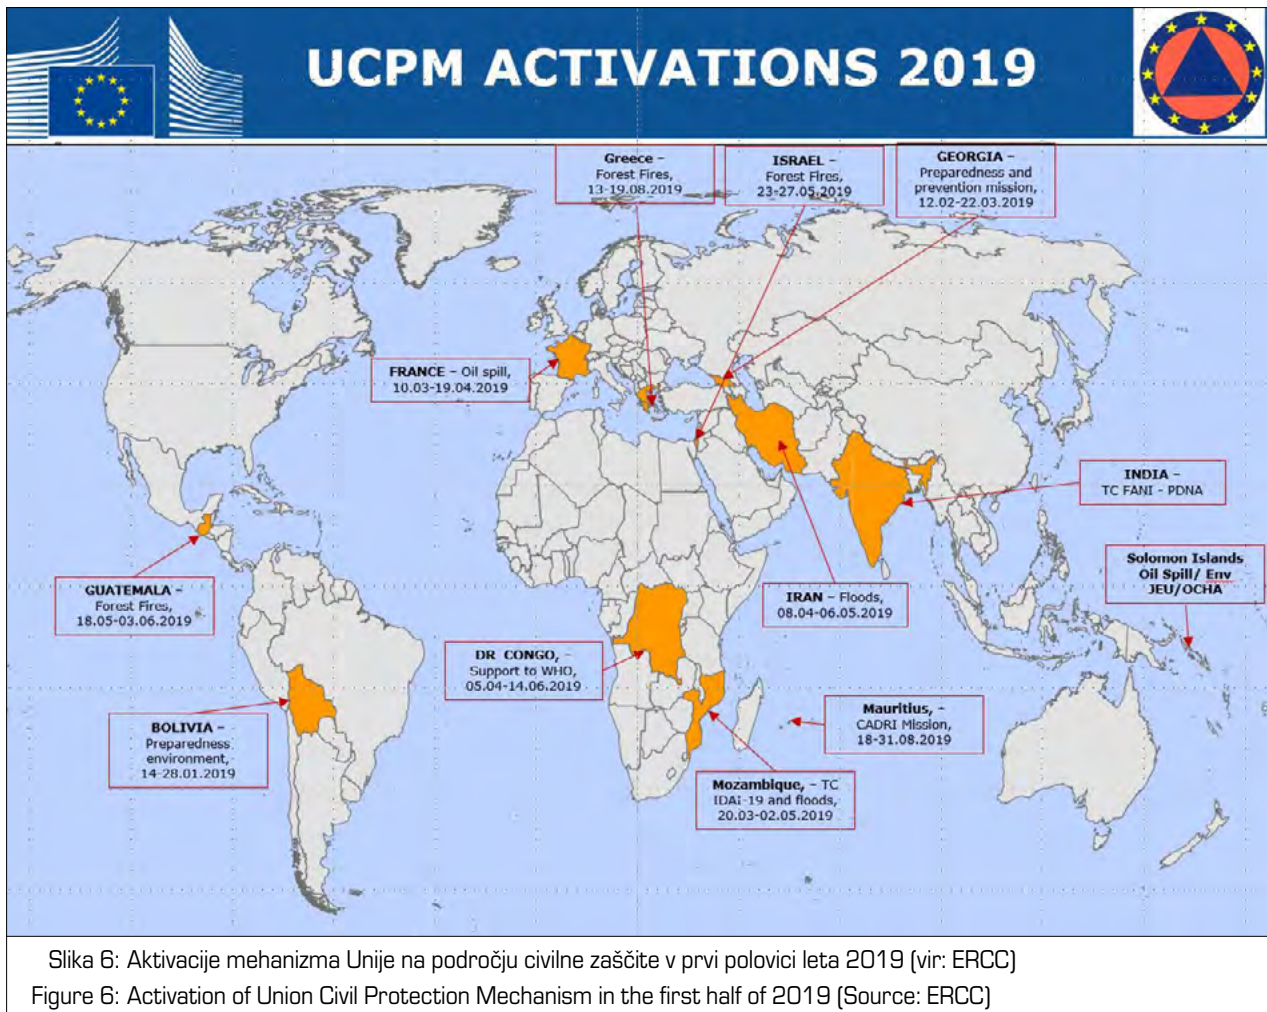 UCPM ACTIVATIONS 2019
Greece –
Forest Fires,
13-19.08.2019
ISRAEL –
Forest Fires,
23-27.05.2019
GEORGIA –
Preparedness and
prevention mission,
12.02-22.03.2019
FRANCE – Oil spill,
10.03-19.04.2019
INDIA –
TC FANI - PDNA
Solomon Islands
Oil Spill/ Env
JEU/OCHA
GUATEMALA –
Forest Fires,
18.05-03.06.2019
IRAN – Floods,
08.04-06.05.2019
DR CONGO, –
Support to WHO,
05.04-14.06.2019
Mauritius, –
CADRI Mission,
18-31.08.2019
BOLIVIA –
Preparedness
environment,
14-28.01.2019
Mozambique, – TC
IDAI-19 and floods,
20.03-02.05.2019
Slika 6: Aktivacije mehanizma Unije na področju civilne zaščite v prvi polovici leta 2019 (vir: ERCC)
Figure 6: Activation of Union Civil Protection Mechanism in the first half of 2019 (Source: ERCC)